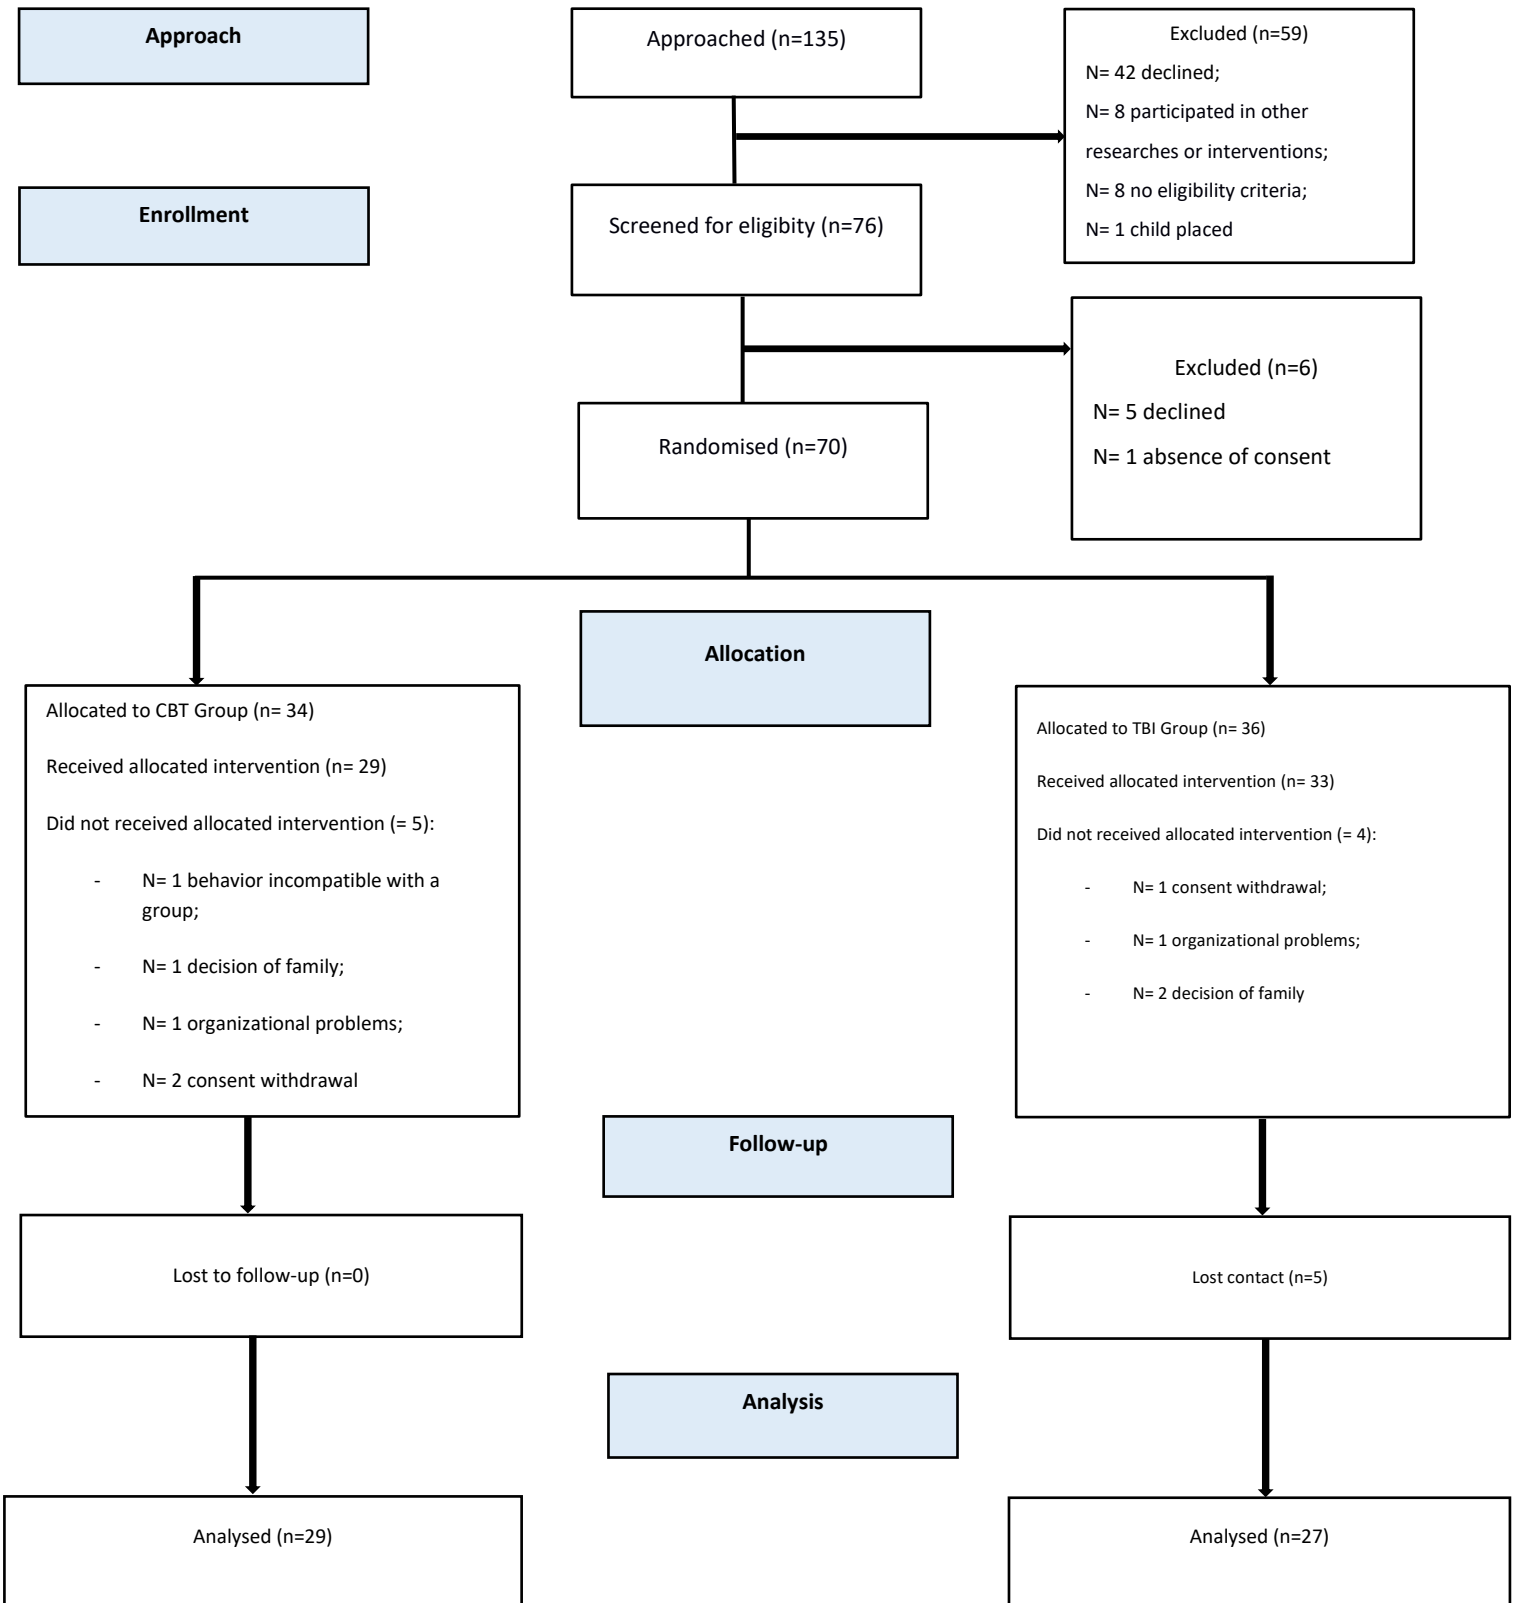 Approach
Approached (n=135)
Excluded (n=59)
N= 42 declined;
N= 8 participated in other
researches or interventions;
N= 8 no eligibility criteria;
N= 1 child placed
Enrollment
Screened for eligibity (n=76)
Excluded (n=6)
N= 5 declined
N= 1 absence of consent
Randomised (n=70)
Allocation
Allocated to CBT Group (n= 34)
Received allocated intervention (n= 29)
Did not received allocated intervention (= 5):
- N= 1 behavior incompatible with a
group;
- N= 1 decision of family;
- N= 1 organizational problems;
- N= 2 consent withdrawal
Allocated to TBI Group (n= 36)
Received allocated intervention (n= 33)
Did not received allocated intervention (= 4):
- N= 1 consent withdrawal;
- N= 1 organizational problems;
- N= 2 decision of family
Follow-up
Lost to follow-up (n=0)
Lost contact (n=5)
Analysis
Analysed (n=29)
Analysed (n=27)